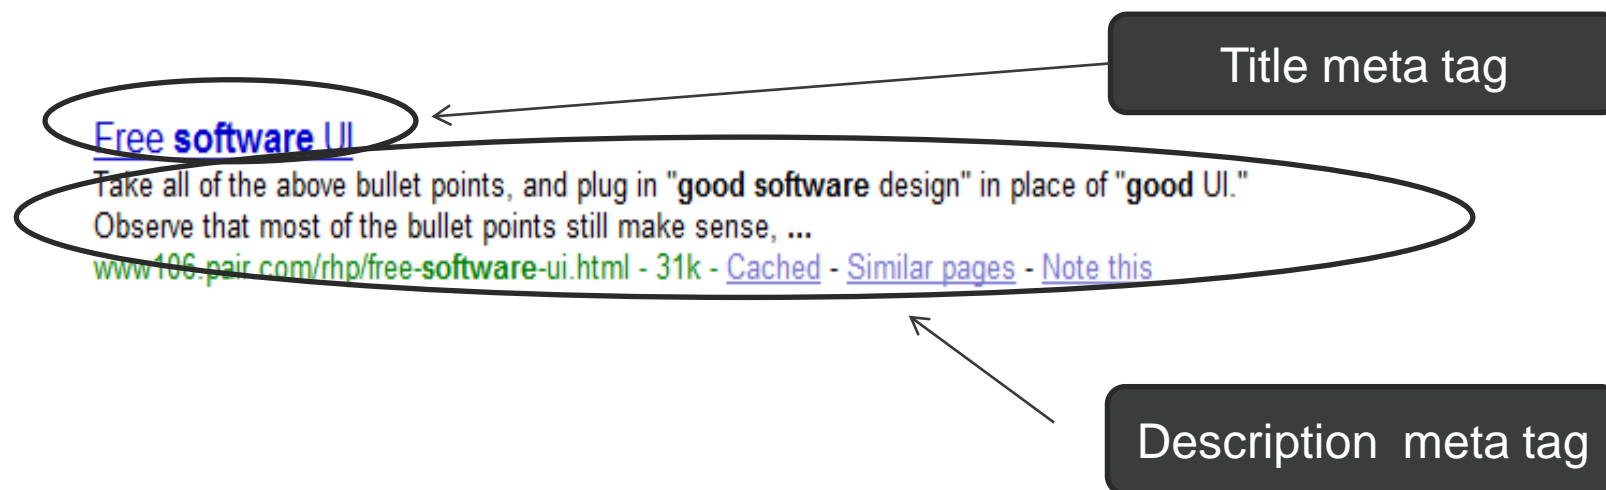 Title meta tag
Free software UI
Take all of the above bullet points, and plug in "good software design" in place of "good UI."
Observe that most of the bullet points still make sense, ...
www106.pair.com/rhp/free-software-ui.html - 31k - Cached - Similar pages - Note this
Description meta tag